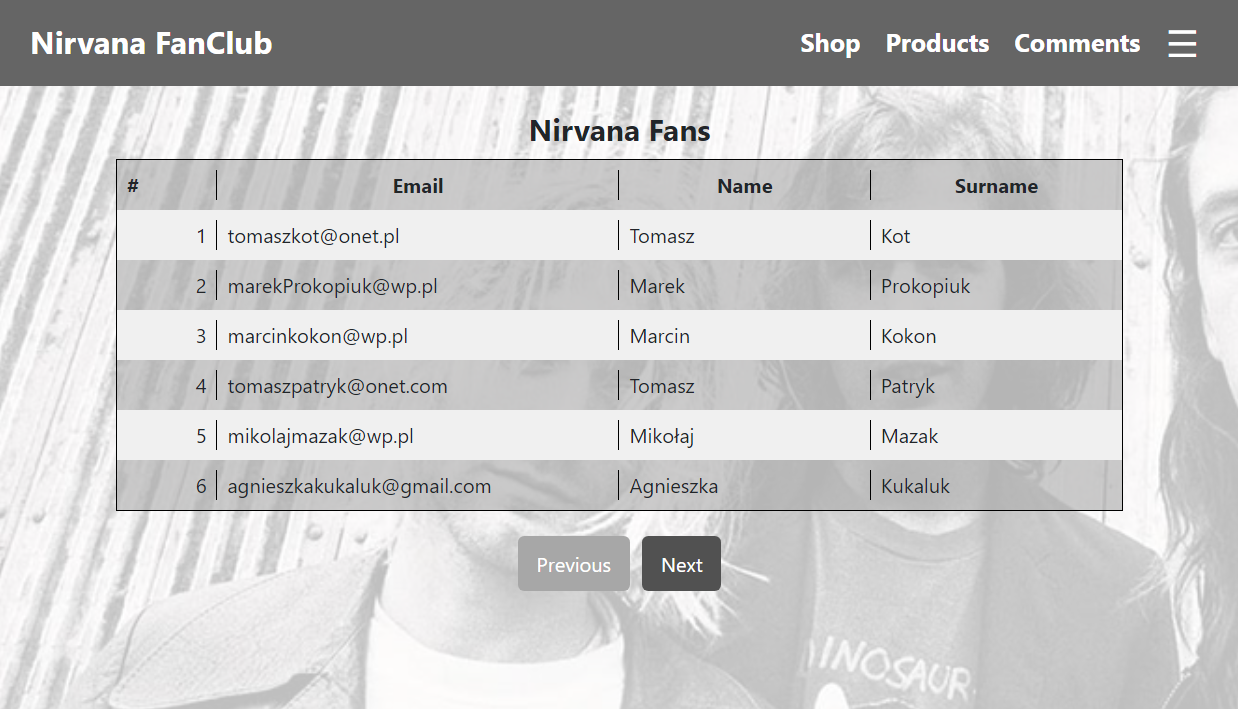 Nirvana FanClub Shop Products Comments
Nirvana Fans
# Email Name Surname
1 tomaszkot@onet.pl Tomasz Kot
2 marekProkopiuk@wp.pl Marek Prokopiuk
3 marcinkokon@wp.pl Marcin Kokon
4 tomaszpatryk@onet.com Tomasz Patryk
5 mikolajmazak@wp.pl Mikołaj Mazak
6 agnieszkakukaluk@gmail.com Agnieszka Kukaluk
Previous Next
DINOSAUR